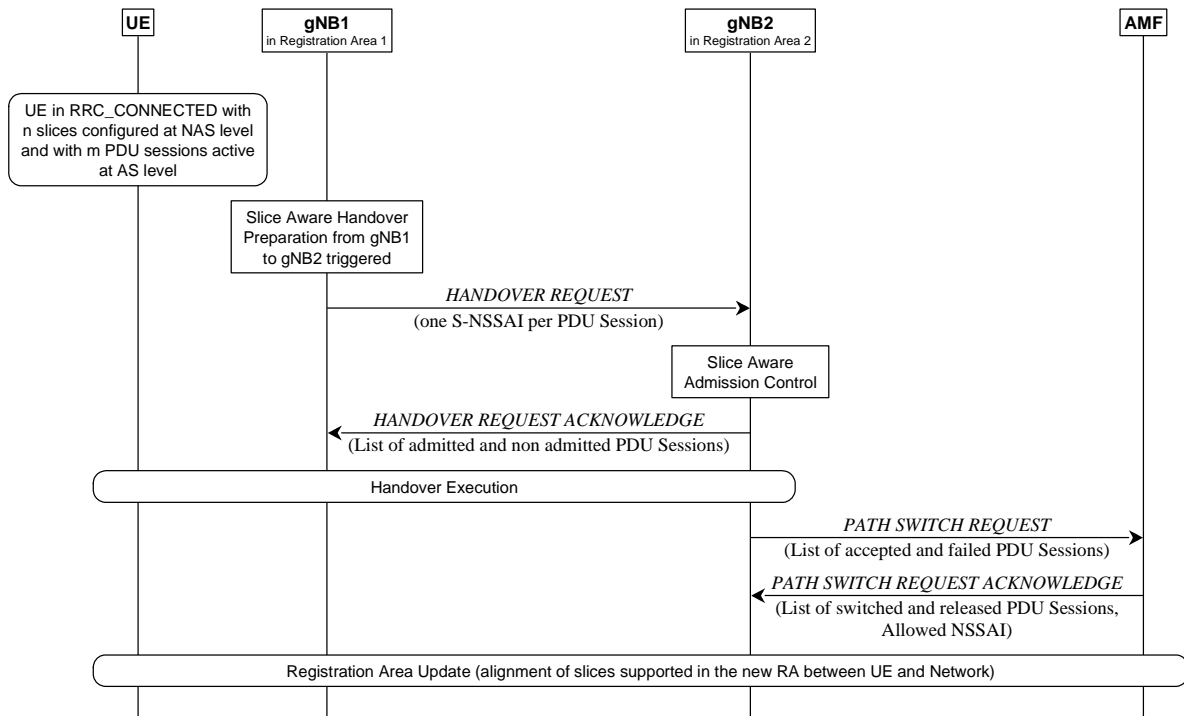 UE
gNB1
in Registration Area 1
gNB2
in Registration Area 2
AMF
UE in RRC_CONNECTED with
n slices configured at NAS level
and with m PDU sessions active
at AS level
Slice Aware Handover
Preparation from gNB1
to gNB2 triggered
HANDOVER REQUEST
(one S-NSSAI per PDU Session)
Slice Aware
Admission Control
HANDOVER REQUEST ACKNOWLEDGE
(List of admitted and non admitted PDU Sessions)
Handover Execution
PATH SWITCH REQUEST
(List of accepted and failed PDU Sessions)
PATH SWITCH REQUEST ACKNOWLEDGE
(List of switched and released PDU Sessions,
Allowed NSSAI)
Registration Area Update (alignment of slices supported in the new RA between UE and Network)